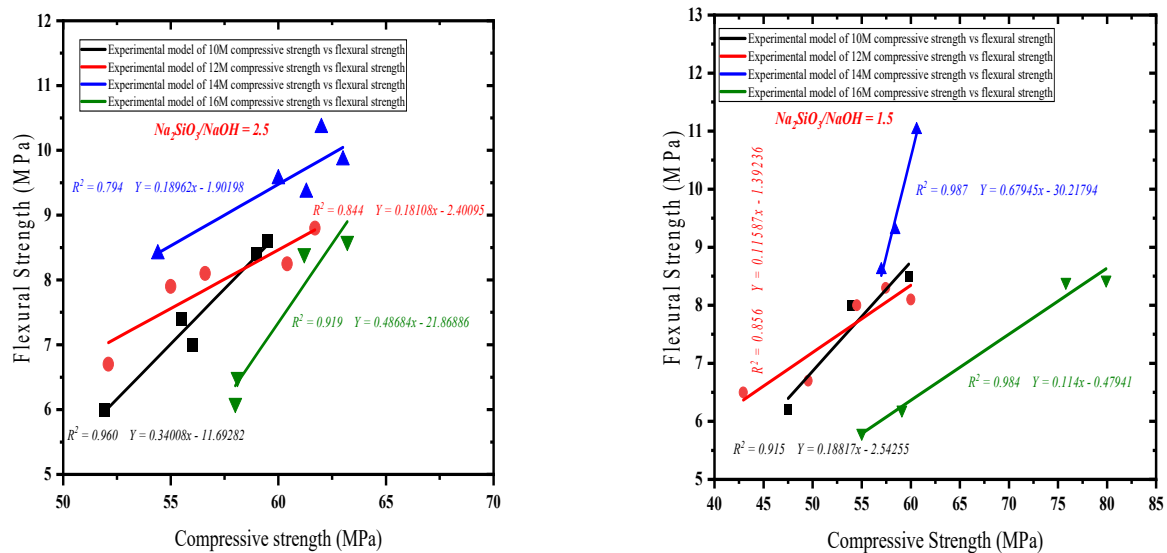 Experimental model of 10M compressive strength vs flexural strength
Experimental model of 12M compressive strength vs flexural strength
Experimental model of 14M compressive strength vs flexural strength
Experimental model of 16M compressive strength vs flexural strength
Na₂SiO₃/NaOH = 2.5
R² = 0.794 Y = 0.18962x - 1.90198
R² = 0.844 Y = 0.18108x - 2.40095
R² = 0.919 Y = 0.48684x - 21.86886
R² = 0.960 Y = 0.34008x - 11.69282
12
11
10
9
8
7
6
5
Flexural Strength (MPa)
50 55 60 65 70
Compressive strength (MPa)
Experimental model of 10M compressive strength vs flexural strength
Experimental model of 12M compressive strength vs flexural strength
Experimental model of 14M compressive strength vs flexural strength
Experimental model of 16M compressive strength vs flexural strength
Na₂SiO₃/NaOH = 1.5
R² = 0.856 Y = 0.11587x - 1.39236
R² = 0.987 Y = 0.67945x - 30.21794
R² = 0.984 Y = 0.114x - 0.47941
R² = 0.915 Y = 0.18817x - 2.54255
13
12
11
10
9
8
7
6
5
Flexural Strength (MPa)
40 45 50 55 60 65 70 75 80 85
Compressive Strength (MPa)